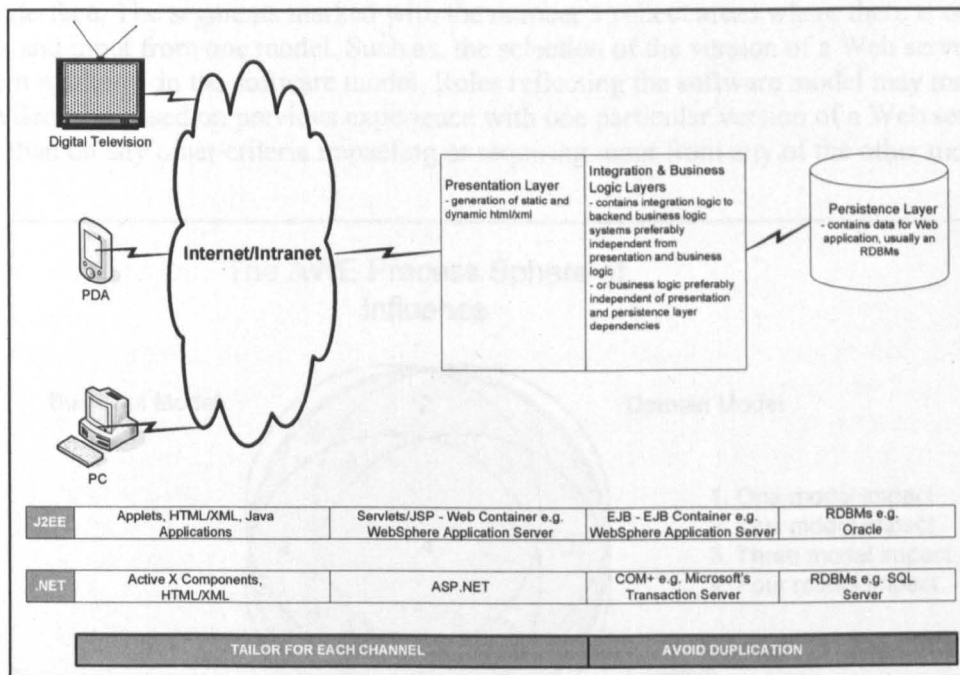 Digital Television
PDA
PC
Internet/Intranet
Presentation Layer
- generation of static and
dynamic html/xml
Integration & Business
Logic Layers
- contains integration logic to
backend business logic
systems preferably
independent from
presentation and business
logic
- or business logic preferably
independent of presentation
and persistence layer
dependencies
Persistence Layer
- contains data for Web
application, usually an
RDBMs
J2EE
Applets, HTML/XML, Java
Applications
Servlets/JSP - Web Container e.g.
WebSphere Application Server
EJB - EJB Container e.g.
WebSphere Application Server
RDBMs e.g.
Oracle
.NET
Active X Components,
HTML/XML
ASP.NET
COM+ e.g. Microsoft's
Transaction Server
RDBMs e.g. SQL
Server
TAILOR FOR EACH CHANNEL
AVOID DUPLICATION